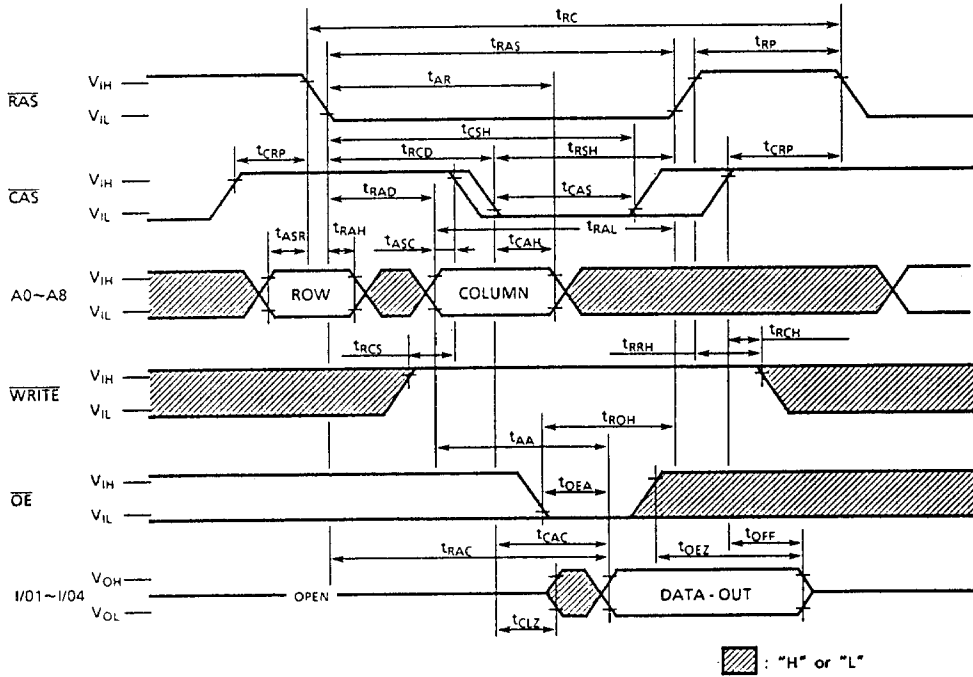 tRC
tRAS
tRP
tAR
RAS
VIH
VIL
tCSH
tCRP
tRCD
tRSH
tCRP
CAS
VIH
VIL
tRAD
tCAS
tRAL
tASR
tRAH
tASC
tCAH
A0~A8
VIH
VIL
ROW
COLUMN
tRCS
tRRH
tRCH
WRITE
VIH
VIL
tROH
tAA
OE
VIH
VIL
tOEA
tCAC
tRAC
tOEZ
tOFF
I/01~I/04
VOH
VOL
OPEN
DATA-OUT
tCLZ
: "H" or "L"